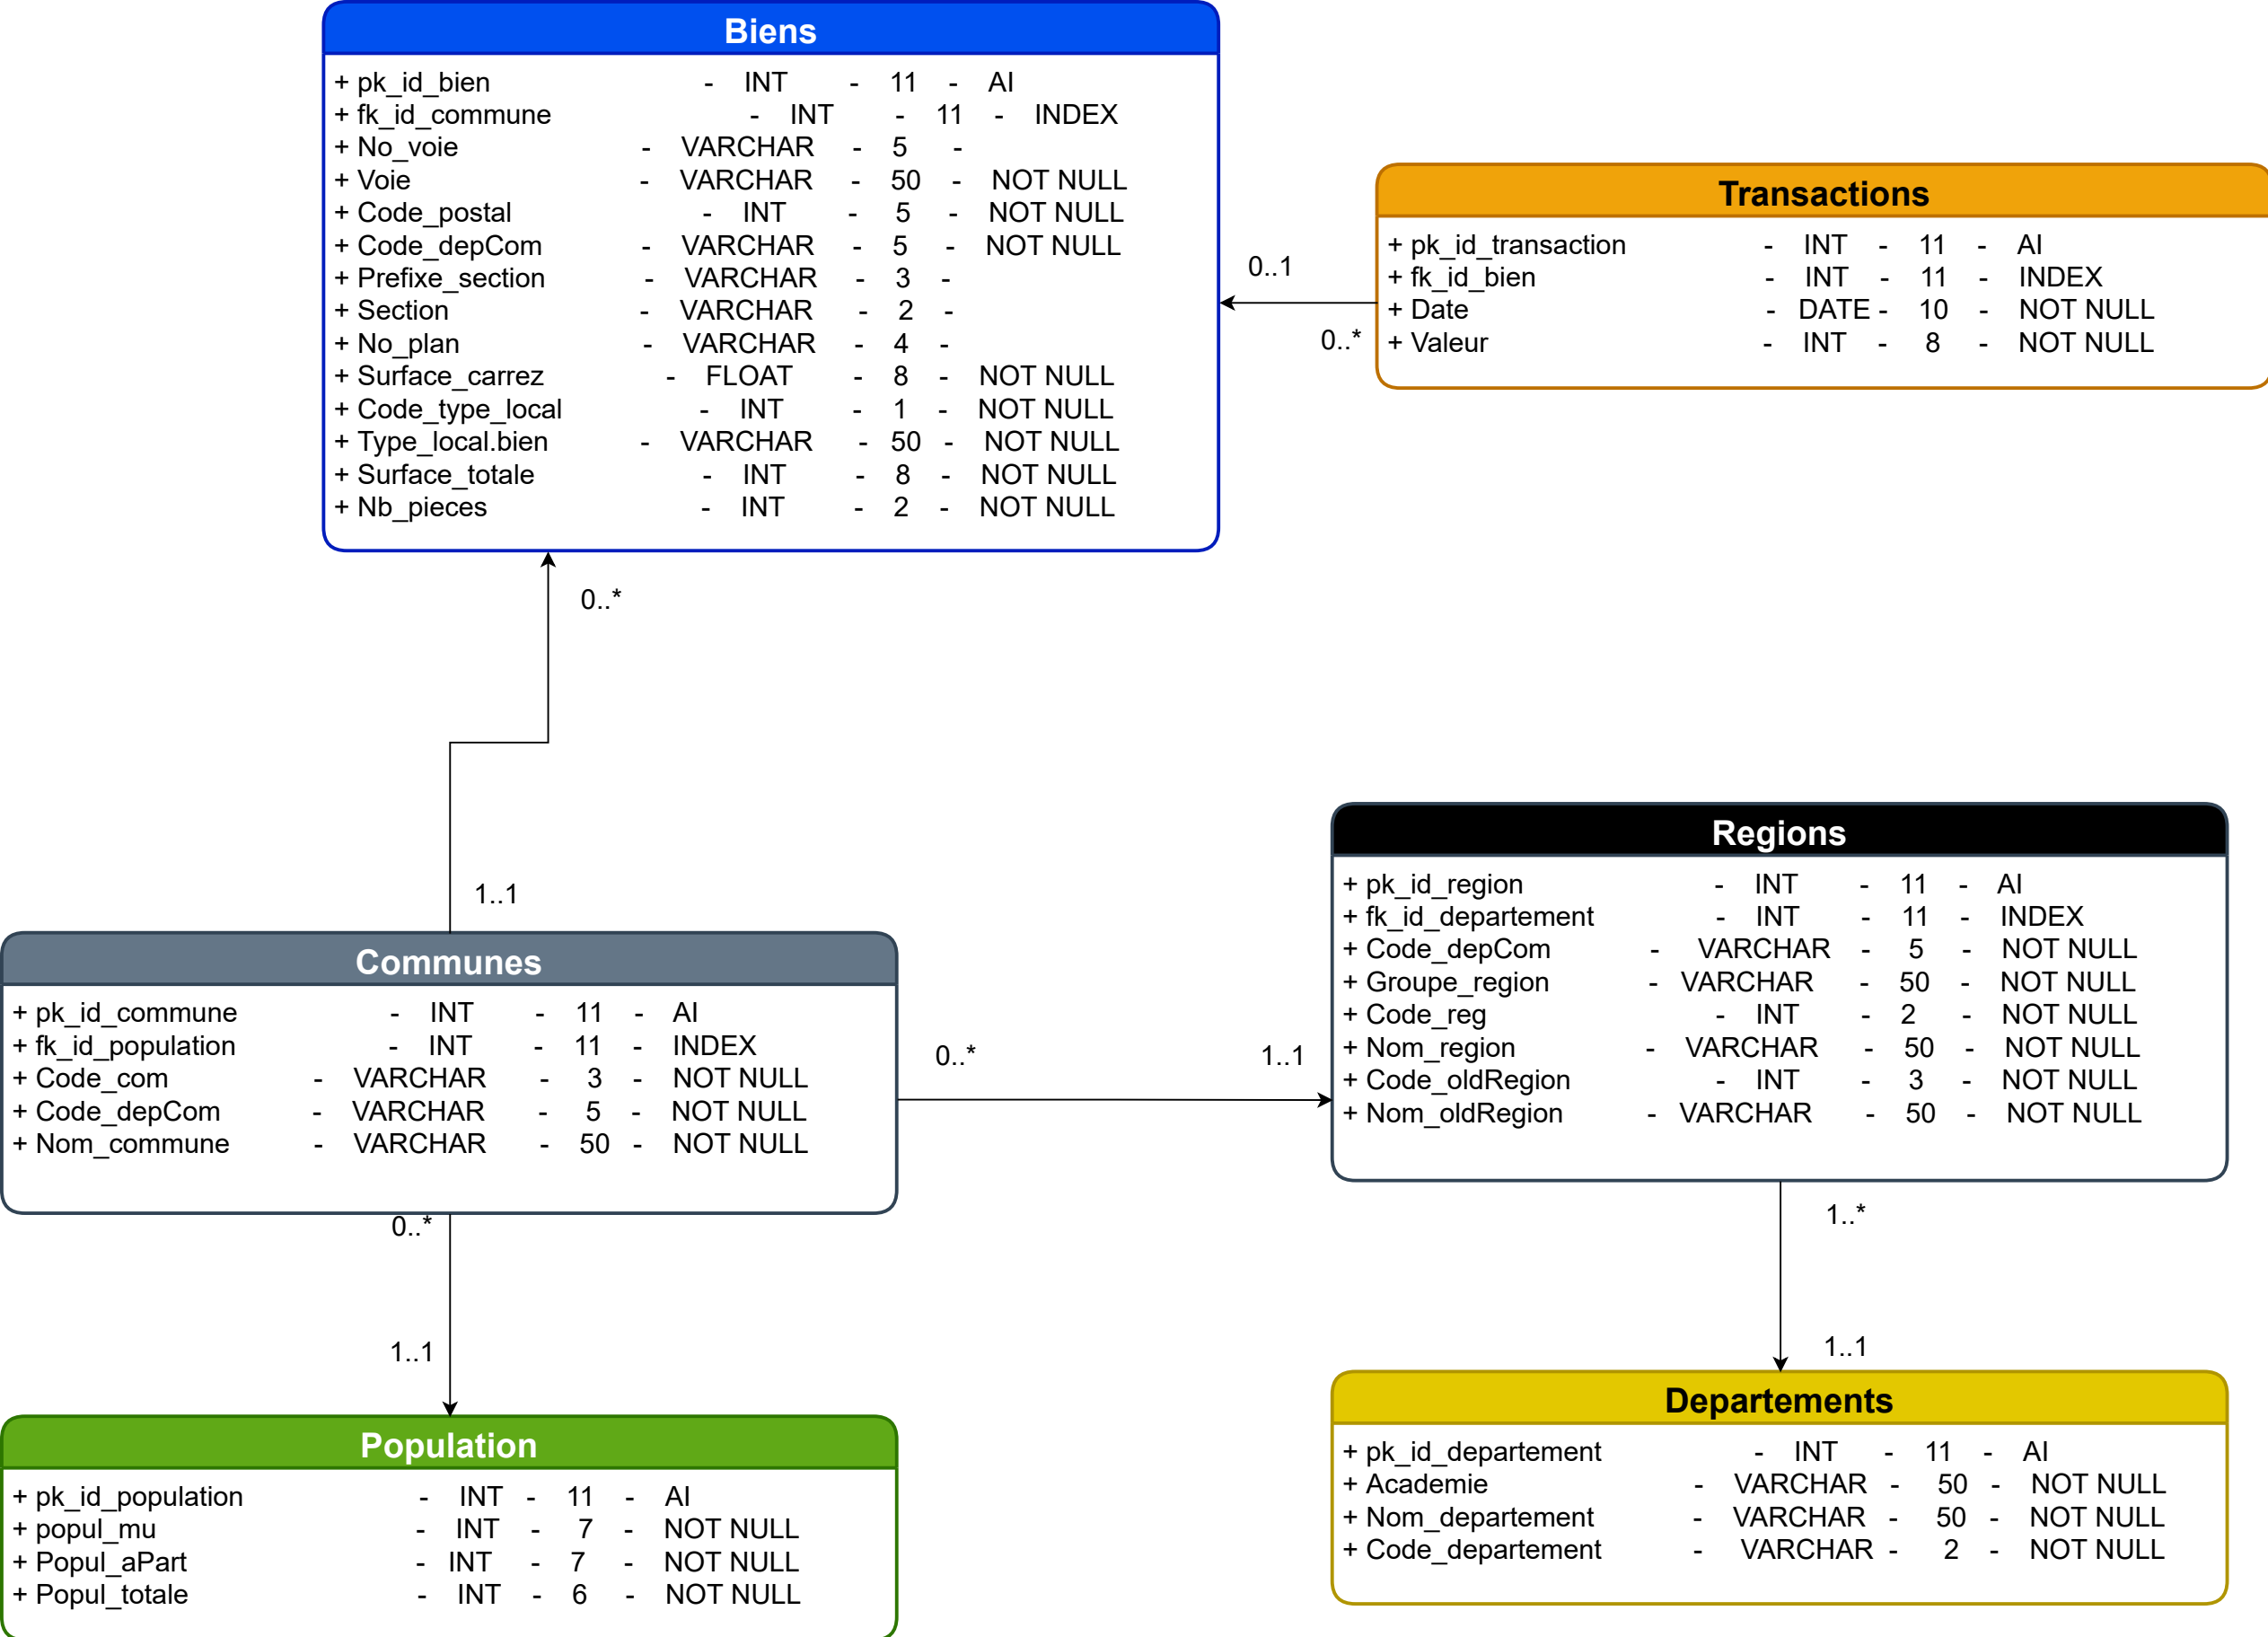 Biens
+ pk_id_bien - INT - 11 - AI
+ fk_id_commune - INT - 11 - INDEX
+ No_voie - VARCHAR - 5 -
+ Voie - VARCHAR - 50 - NOT NULL
+ Code_postal - INT - 5 - NOT NULL
+ Code_depCom - VARCHAR - 5 - NOT NULL
+ Prefixe_section - VARCHAR - 3 -
+ Section - VARCHAR - 2 -
+ No_plan - VARCHAR - 4 -
+ Surface_carrez - FLOAT - 8 - NOT NULL
+ Code_type_local - INT - 1 - NOT NULL
+ Type_local.bien - VARCHAR - 50 - NOT NULL
+ Surface_totale - INT - 8 - NOT NULL
+ Nb_pieces - INT - 2 - NOT NULL
Transactions
+ pk_id_transaction - INT - 11 - AI
+ fk_id_bien - INT - 11 - INDEX
+ Date - DATE - 10 - NOT NULL
+ Valeur - INT - 8 - NOT NULL
0..1
0..*
0..*
1..1
Communes
+ pk_id_commune - INT - 11 - AI
+ fk_id_population - INT - 11 - INDEX
+ Code_com - VARCHAR - 3 - NOT NULL
+ Code_depCom - VARCHAR - 5 - NOT NULL
+ Nom_commune - VARCHAR - 50 - NOT NULL
0..*
1..1
Regions
+ pk_id_region - INT - 11 - AI
+ fk_id_departement - INT - 11 - INDEX
+ Code_depCom - VARCHAR - 5 - NOT NULL
+ Groupe_region - VARCHAR - 50 - NOT NULL
+ Code_reg - INT - 2 - NOT NULL
+ Nom_region - VARCHAR - 50 - NOT NULL
+ Code_oldRegion - INT - 3 - NOT NULL
+ Nom_oldRegion - VARCHAR - 50 - NOT NULL
0..*
1..1
1..*
1..1
Population
+ pk_id_population - INT - 11 - AI
+ popul_mu - INT - 7 - NOT NULL
+ Popul_aPart - INT - 7 - NOT NULL
+ Popul_totale - INT - 6 - NOT NULL
Departements
+ pk_id_departement - INT - 11 - AI
+ Academie - VARCHAR - 50 - NOT NULL
+ Nom_departement - VARCHAR - 50 - NOT NULL
+ Code_departement - VARCHAR - 2 - NOT NULL